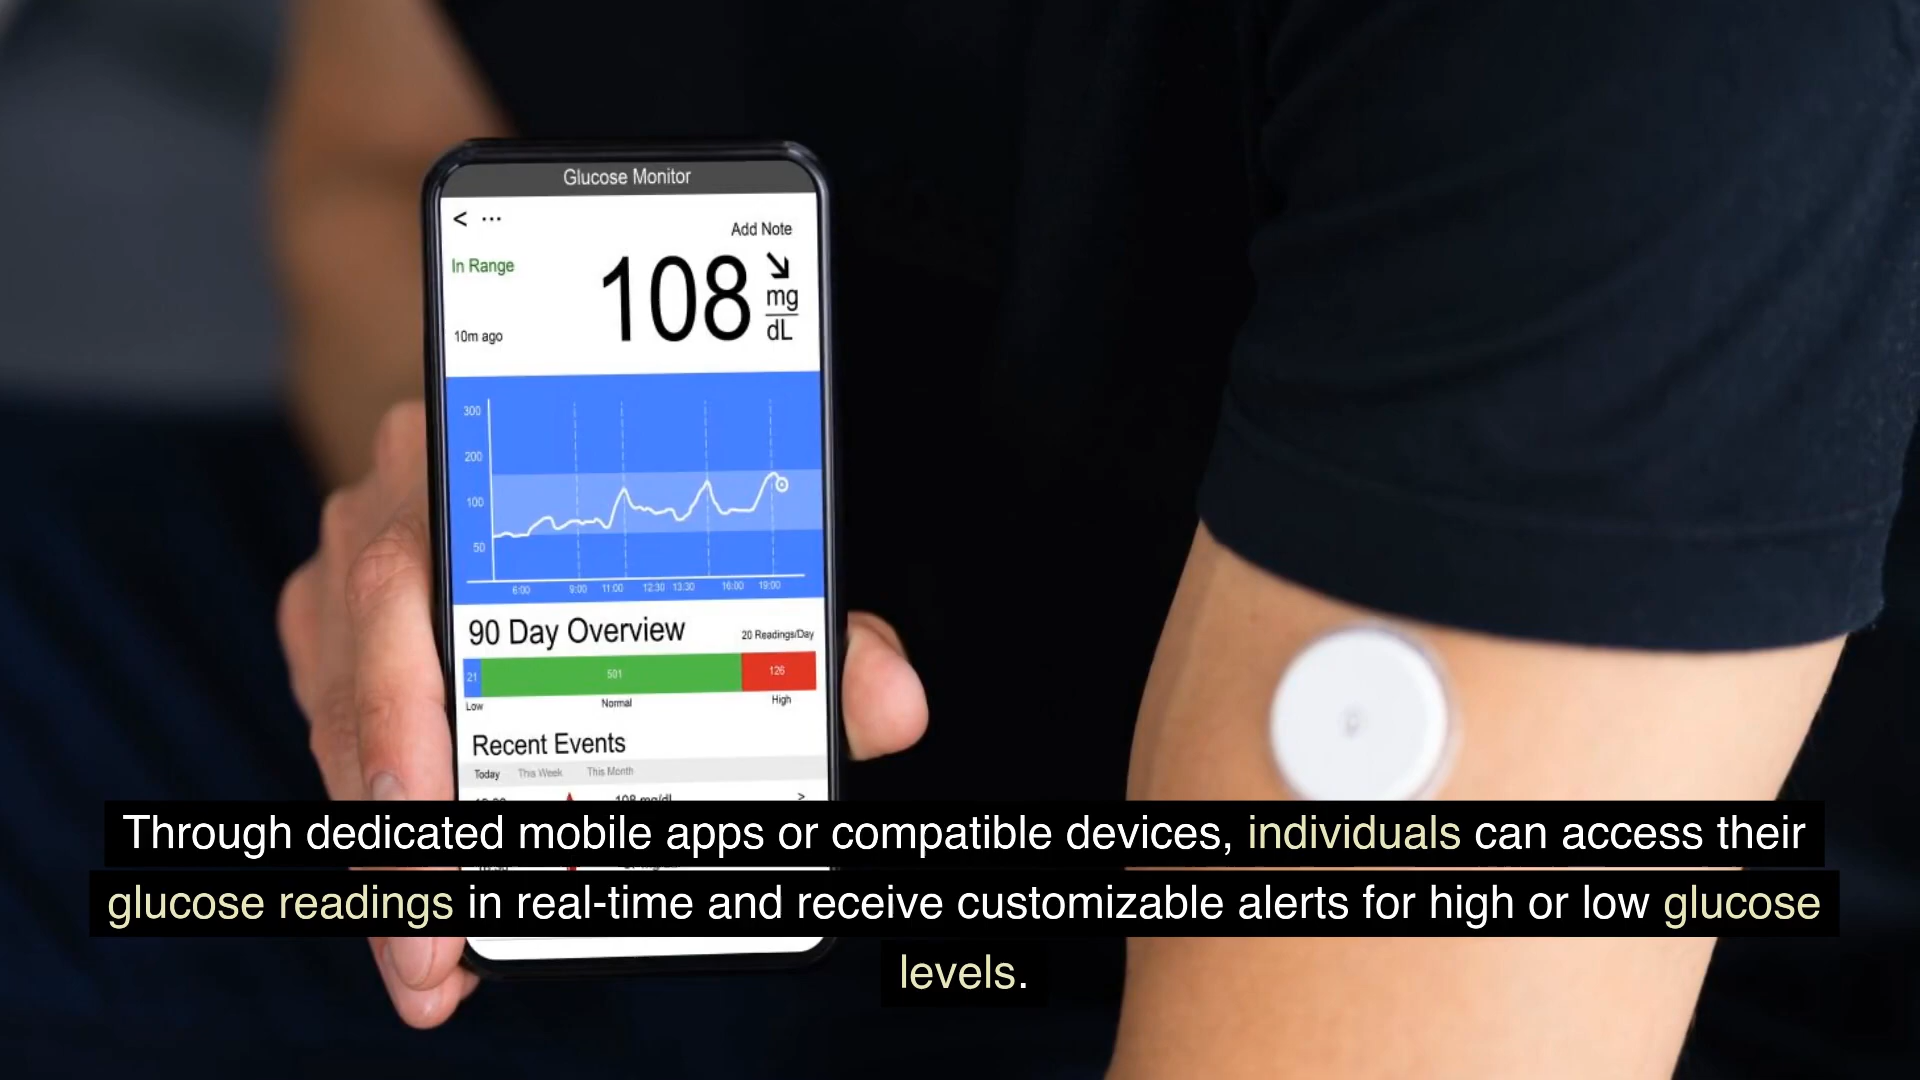 Glucose Monitor
< ...
Add Note
In Range
108 mg/dL
10m ago
300
200
100
50
6:00 9:00 11:00 12:30 13:30 16:00 19:00
90 Day Overview
20 Readings/Day
21 501 126
Low Normal High
Recent Events
Today This Week This Month
108 mg/dl >
Through dedicated mobile apps or compatible devices, individuals can access their
glucose readings in real-time and receive customizable alerts for high or low glucose
levels.